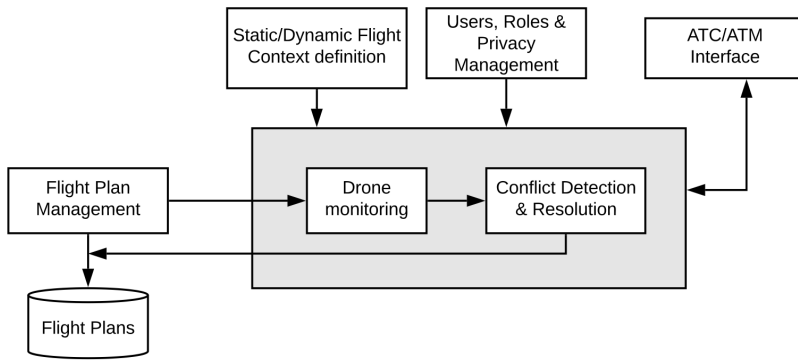 Static/Dynamic Flight
Context definition
Users, Roles &
Privacy
Management
ATC/ATM
Interface
Flight Plan
Management
Drone
monitoring
Conflict Detection
& Resolution
Flight Plans